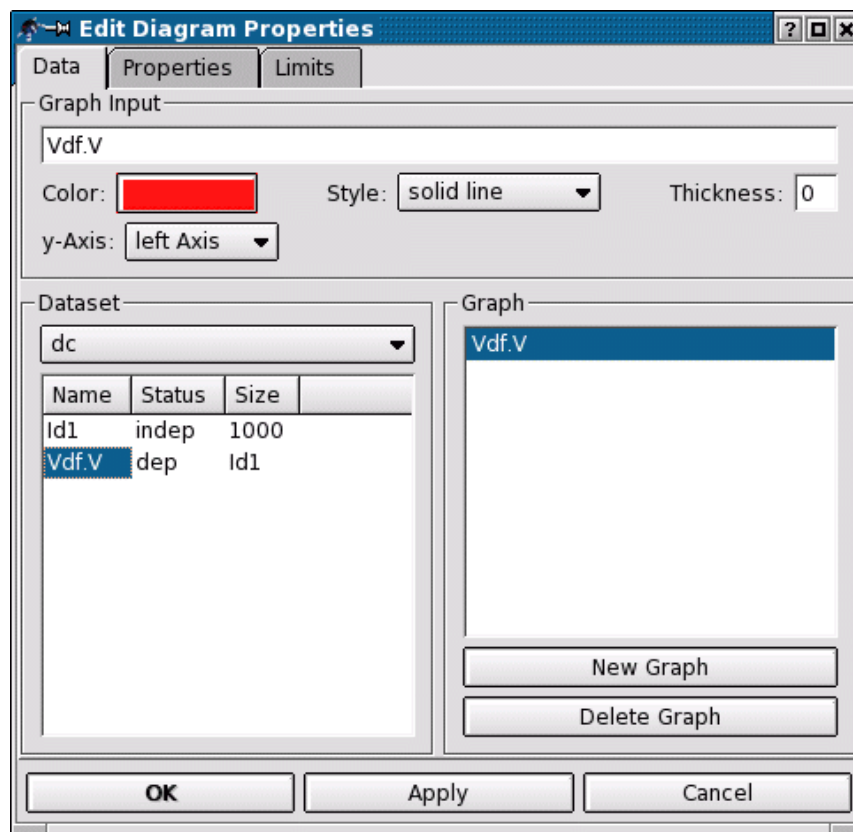 Edit Diagram Properties
Data Properties Limits
Graph Input
Vdf.V
Color: Style: solid line Thickness: 0
y-Axis: left Axis
Dataset
dc
Name Status Size
Id1 indep 1000
Vdf.V dep Id1
Graph
Vdf.V
New Graph
Delete Graph
OK Apply Cancel